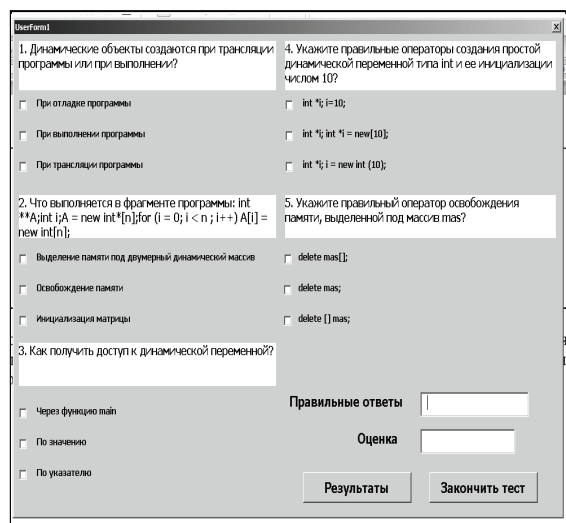 UserForm1
1. Динамические объекты создаются при трансляции
программы или при выполнении?
При отладке программы
При выполнении программы
При трансляции программы
2. Что выполняется в фрагменте программы: int
**A;int i;A = new int*[n];for (i = 0; i < n ; i++) A[i] =
new int[n];
Выделение памяти под двумерный динамический массив
Освобождение памяти
Инициализация матрицы
3. Как получить доступ к динамической переменной?
Через функцию main
По значению
По указателю
4. Укажите правильные операторы создания простой
динамической переменной типа int и ее инициализации
числом 10?
int *i; i=10;
int *i; int *i = new[10];
int *i; i = new int (10);
5. Укажите правильный оператор освобождения
памяти, выделенной под массив mas?
delete mas[];
delete mas;
delete [] mas;
Правильные ответы
Оценка
Результаты
Закончить тест